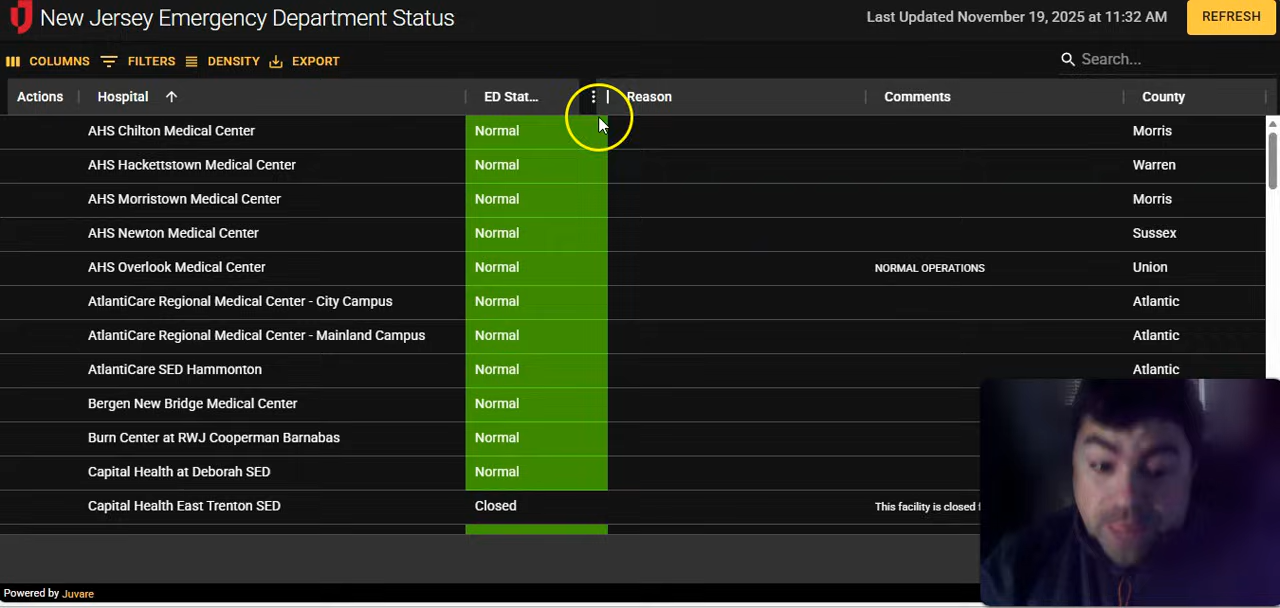 New Jersey Emergency Department Status
Last Updated November 19, 2025 at 11:32 AM
REFRESH
COLUMNS FILTERS DENSITY EXPORT
Search...
Actions Hospital ED Stat... Reason Comments County
AHS Chilton Medical Center Normal Morris
AHS Hackettstown Medical Center Normal Warren
AHS Morristown Medical Center Normal Morris
AHS Newton Medical Center Normal Sussex
AHS Overlook Medical Center Normal NORMAL OPERATIONS Union
AtlantiCare Regional Medical Center - City Campus Normal Atlantic
AtlantiCare Regional Medical Center - Mainland Campus Normal Atlantic
AtlantiCare SED Hammonton Normal Atlantic
Bergen New Bridge Medical Center Normal
Burn Center at RWJ Cooperman Barnabas Normal
Capital Health at Deborah SED Normal
Capital Health East Trenton SED Closed This facility is closed
Powered by Juvare